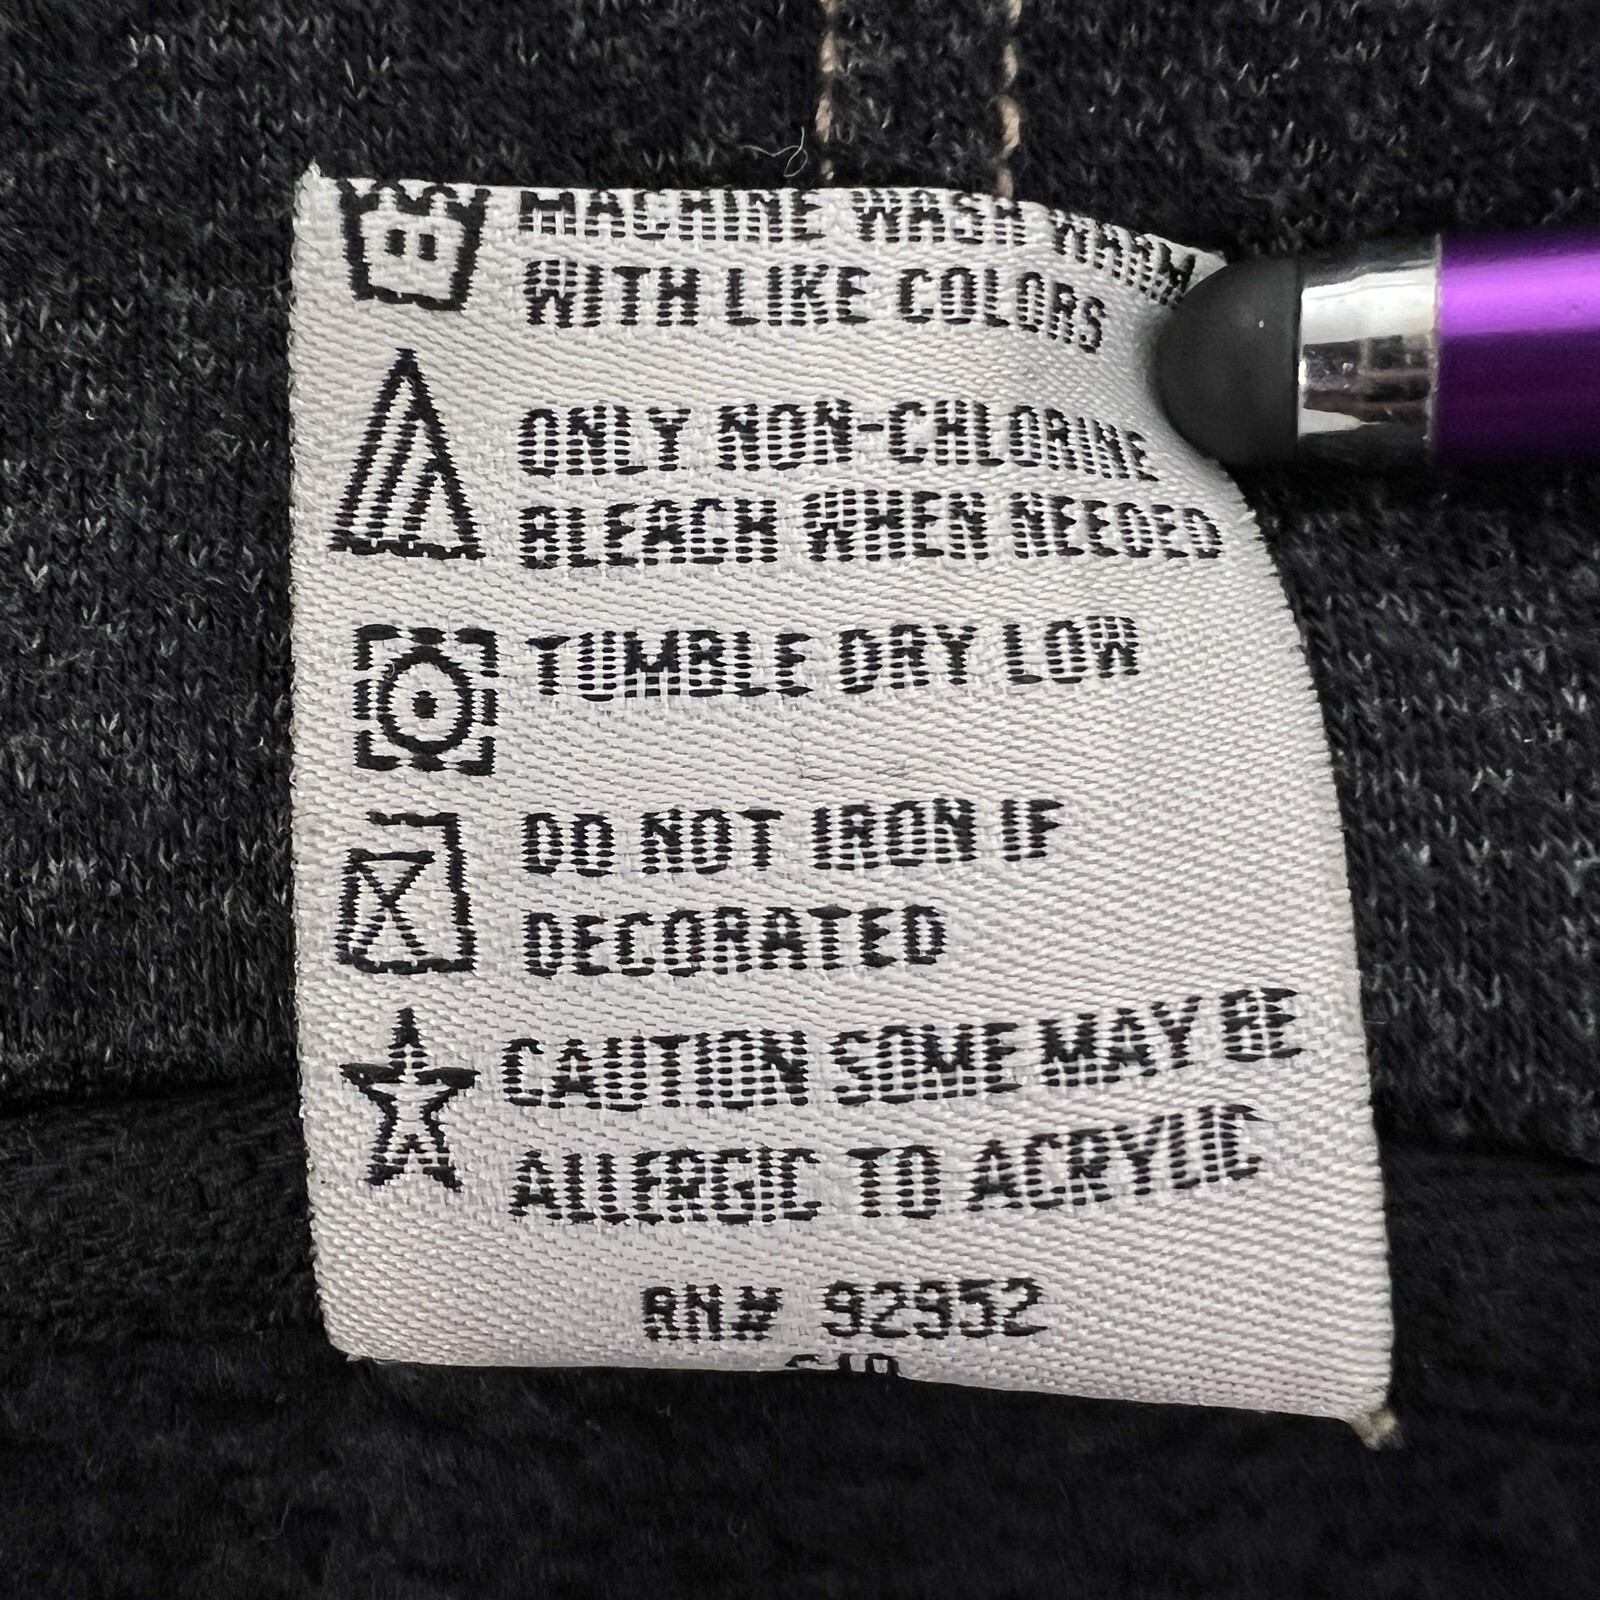 MACHINE WASH WARM
WITH LIKE COLORS
ONLY NON-CHLORINE
BLEACH WHEN NEEDED
TUMBLE DRY LOW
DO NOT IRON IF
DECORATED
CAUTION SOME MAY BE
ALLERGIC TO ACRYLIC
RN# 92952